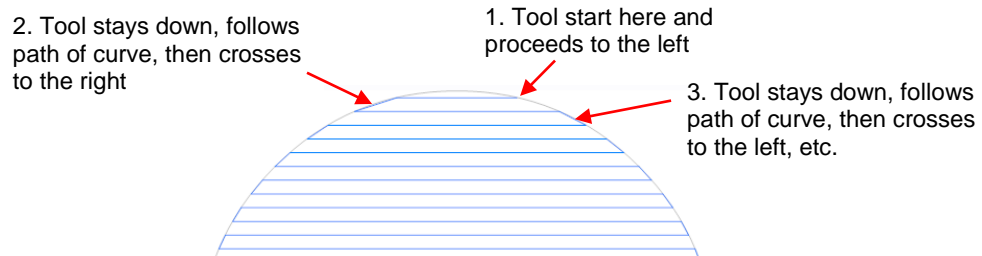 2. Tool stays down, follows
path of curve, then crosses
to the right
1. Tool start here and
proceeds to the left
3. Tool stays down, follows
path of curve, then crosses
to the left, etc.